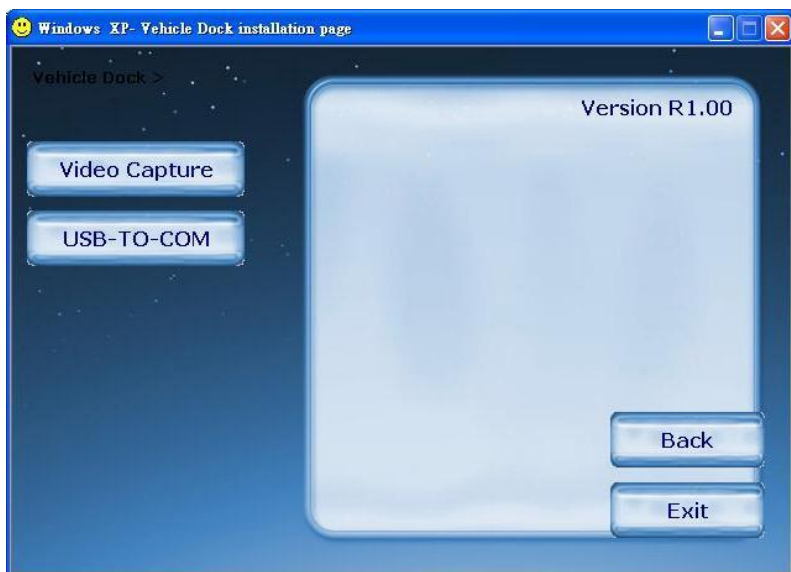 Windows XP- Vehicle Dock installation page
Vehicle Dock >
Version R1.00
Video Capture
USB-TO-COM
Back
Exit